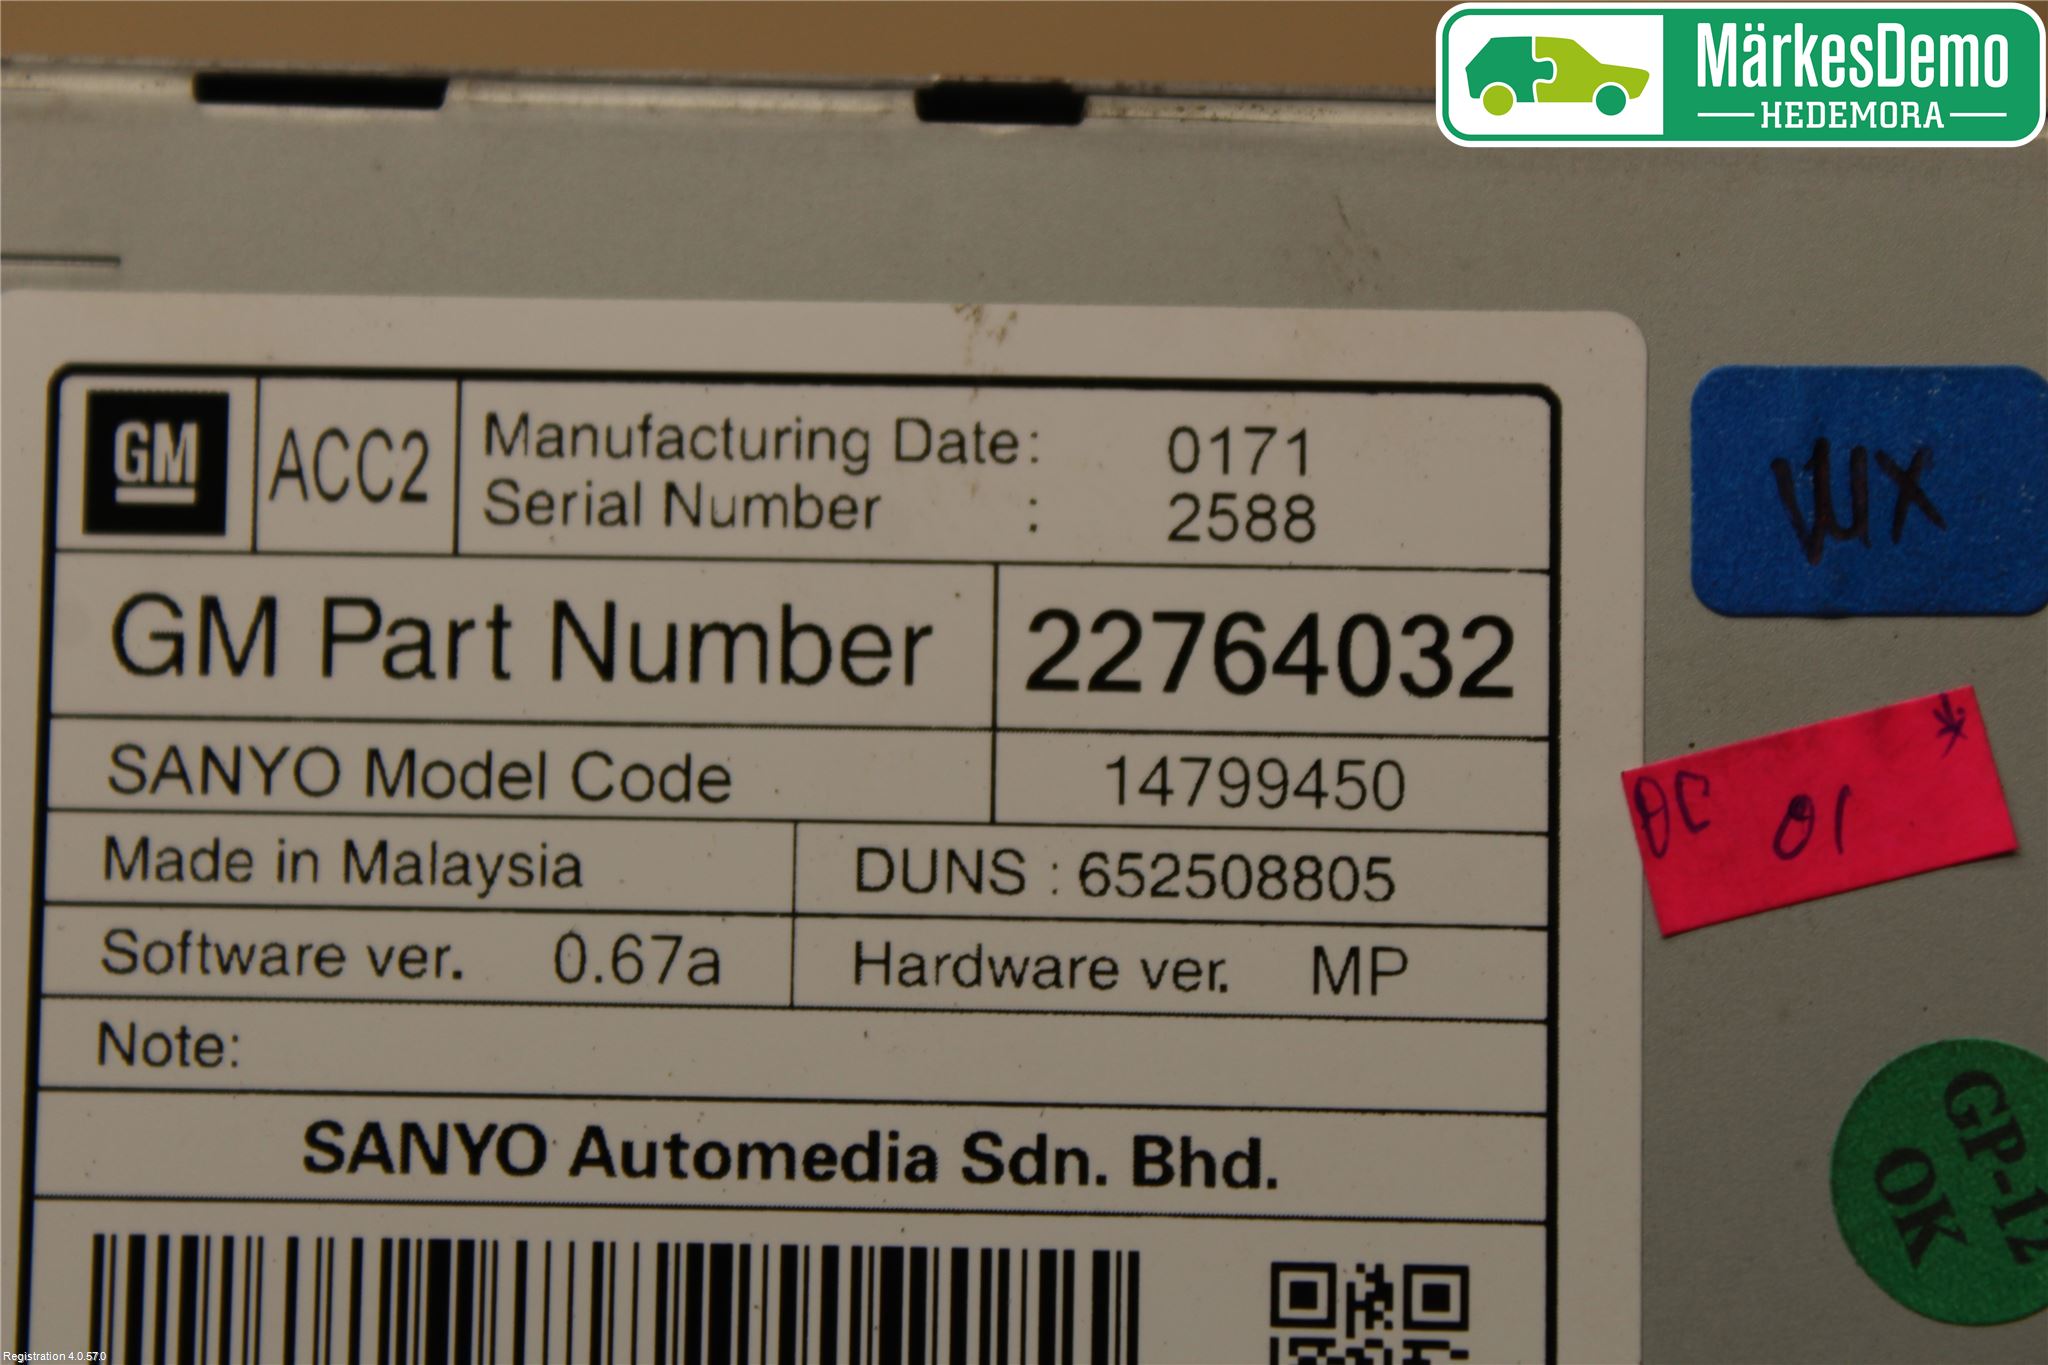 MärkesDemo
HEDEMORA
GM
ACC2
Manufacturing Date: 0171
Serial Number : 2588
GM Part Number 22764032
SANYO Model Code 14799450
Made in Malaysia
DUNS : 652508805
Software ver. 0.67a
Hardware ver. MP
Note:
SANYO Automedia Sdn. Bhd.
01
GP-12
OK
Registration 4.0.57.0